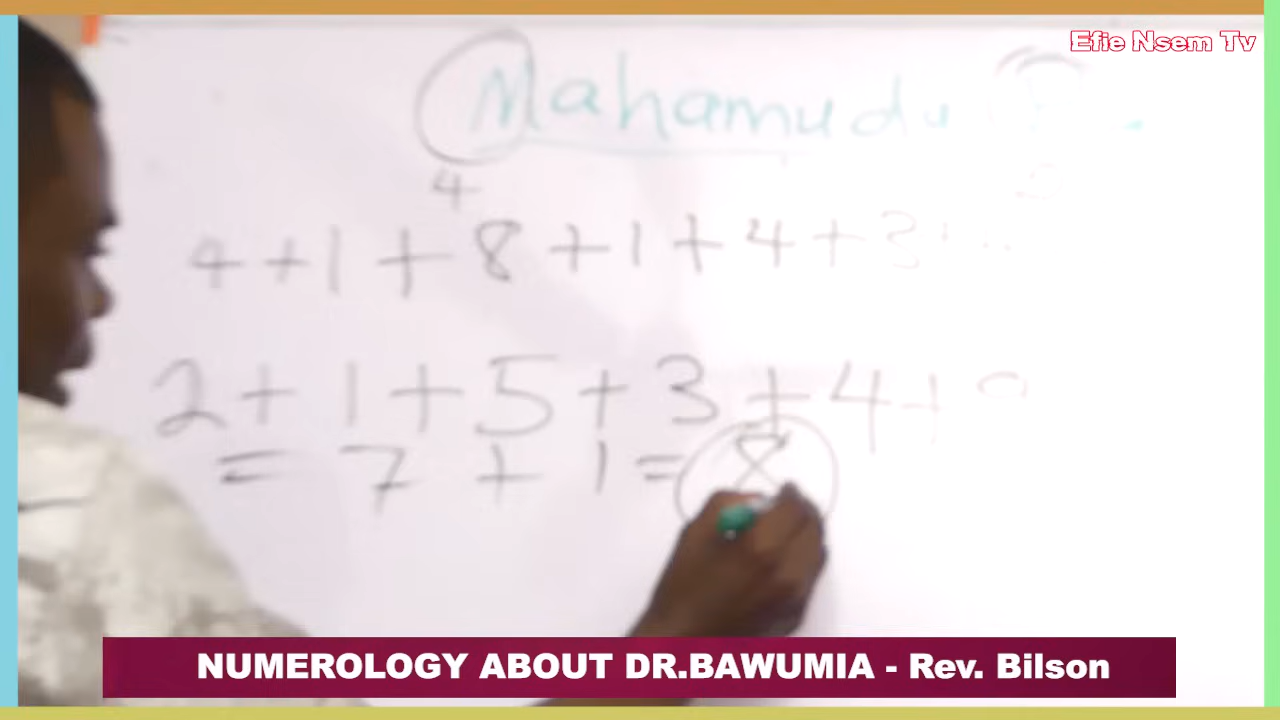 Efie Nsem Tv
Mahamudu
4
4+1+8+1+4+3+...
2+1+5+3+4+
=7+1=8
NUMEROLOGY ABOUT DR.BAWUMIA - Rev. Bilson